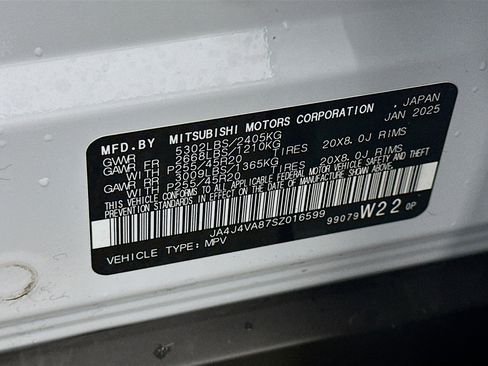 MFD.BY MITSUBISHI MOTORS CORPORATION, JAPAN
JAN 2025
GVWR 5302LBS/2405KG
GAWR FR 2668LBS/1210KG
WITH P255/45R20 TIRES 20X8.0J RIMS
GAWR RR 3009LBS/1365KG
WITH P255/45R20 TIRES 20X8.0J RIMS
THIS VEHICLE CONFORMS TO ALL APPLICABLE FEDERAL MOTOR VEHICLE SAFETY AND THEFT
PREVENTION STANDARDS IN EFFECT ON THE DATE OF MANUFACTURE SHOWN ABOVE.
JA4J4VA87SZ016599
99079 W22 0P
VEHICLE TYPE: MPV